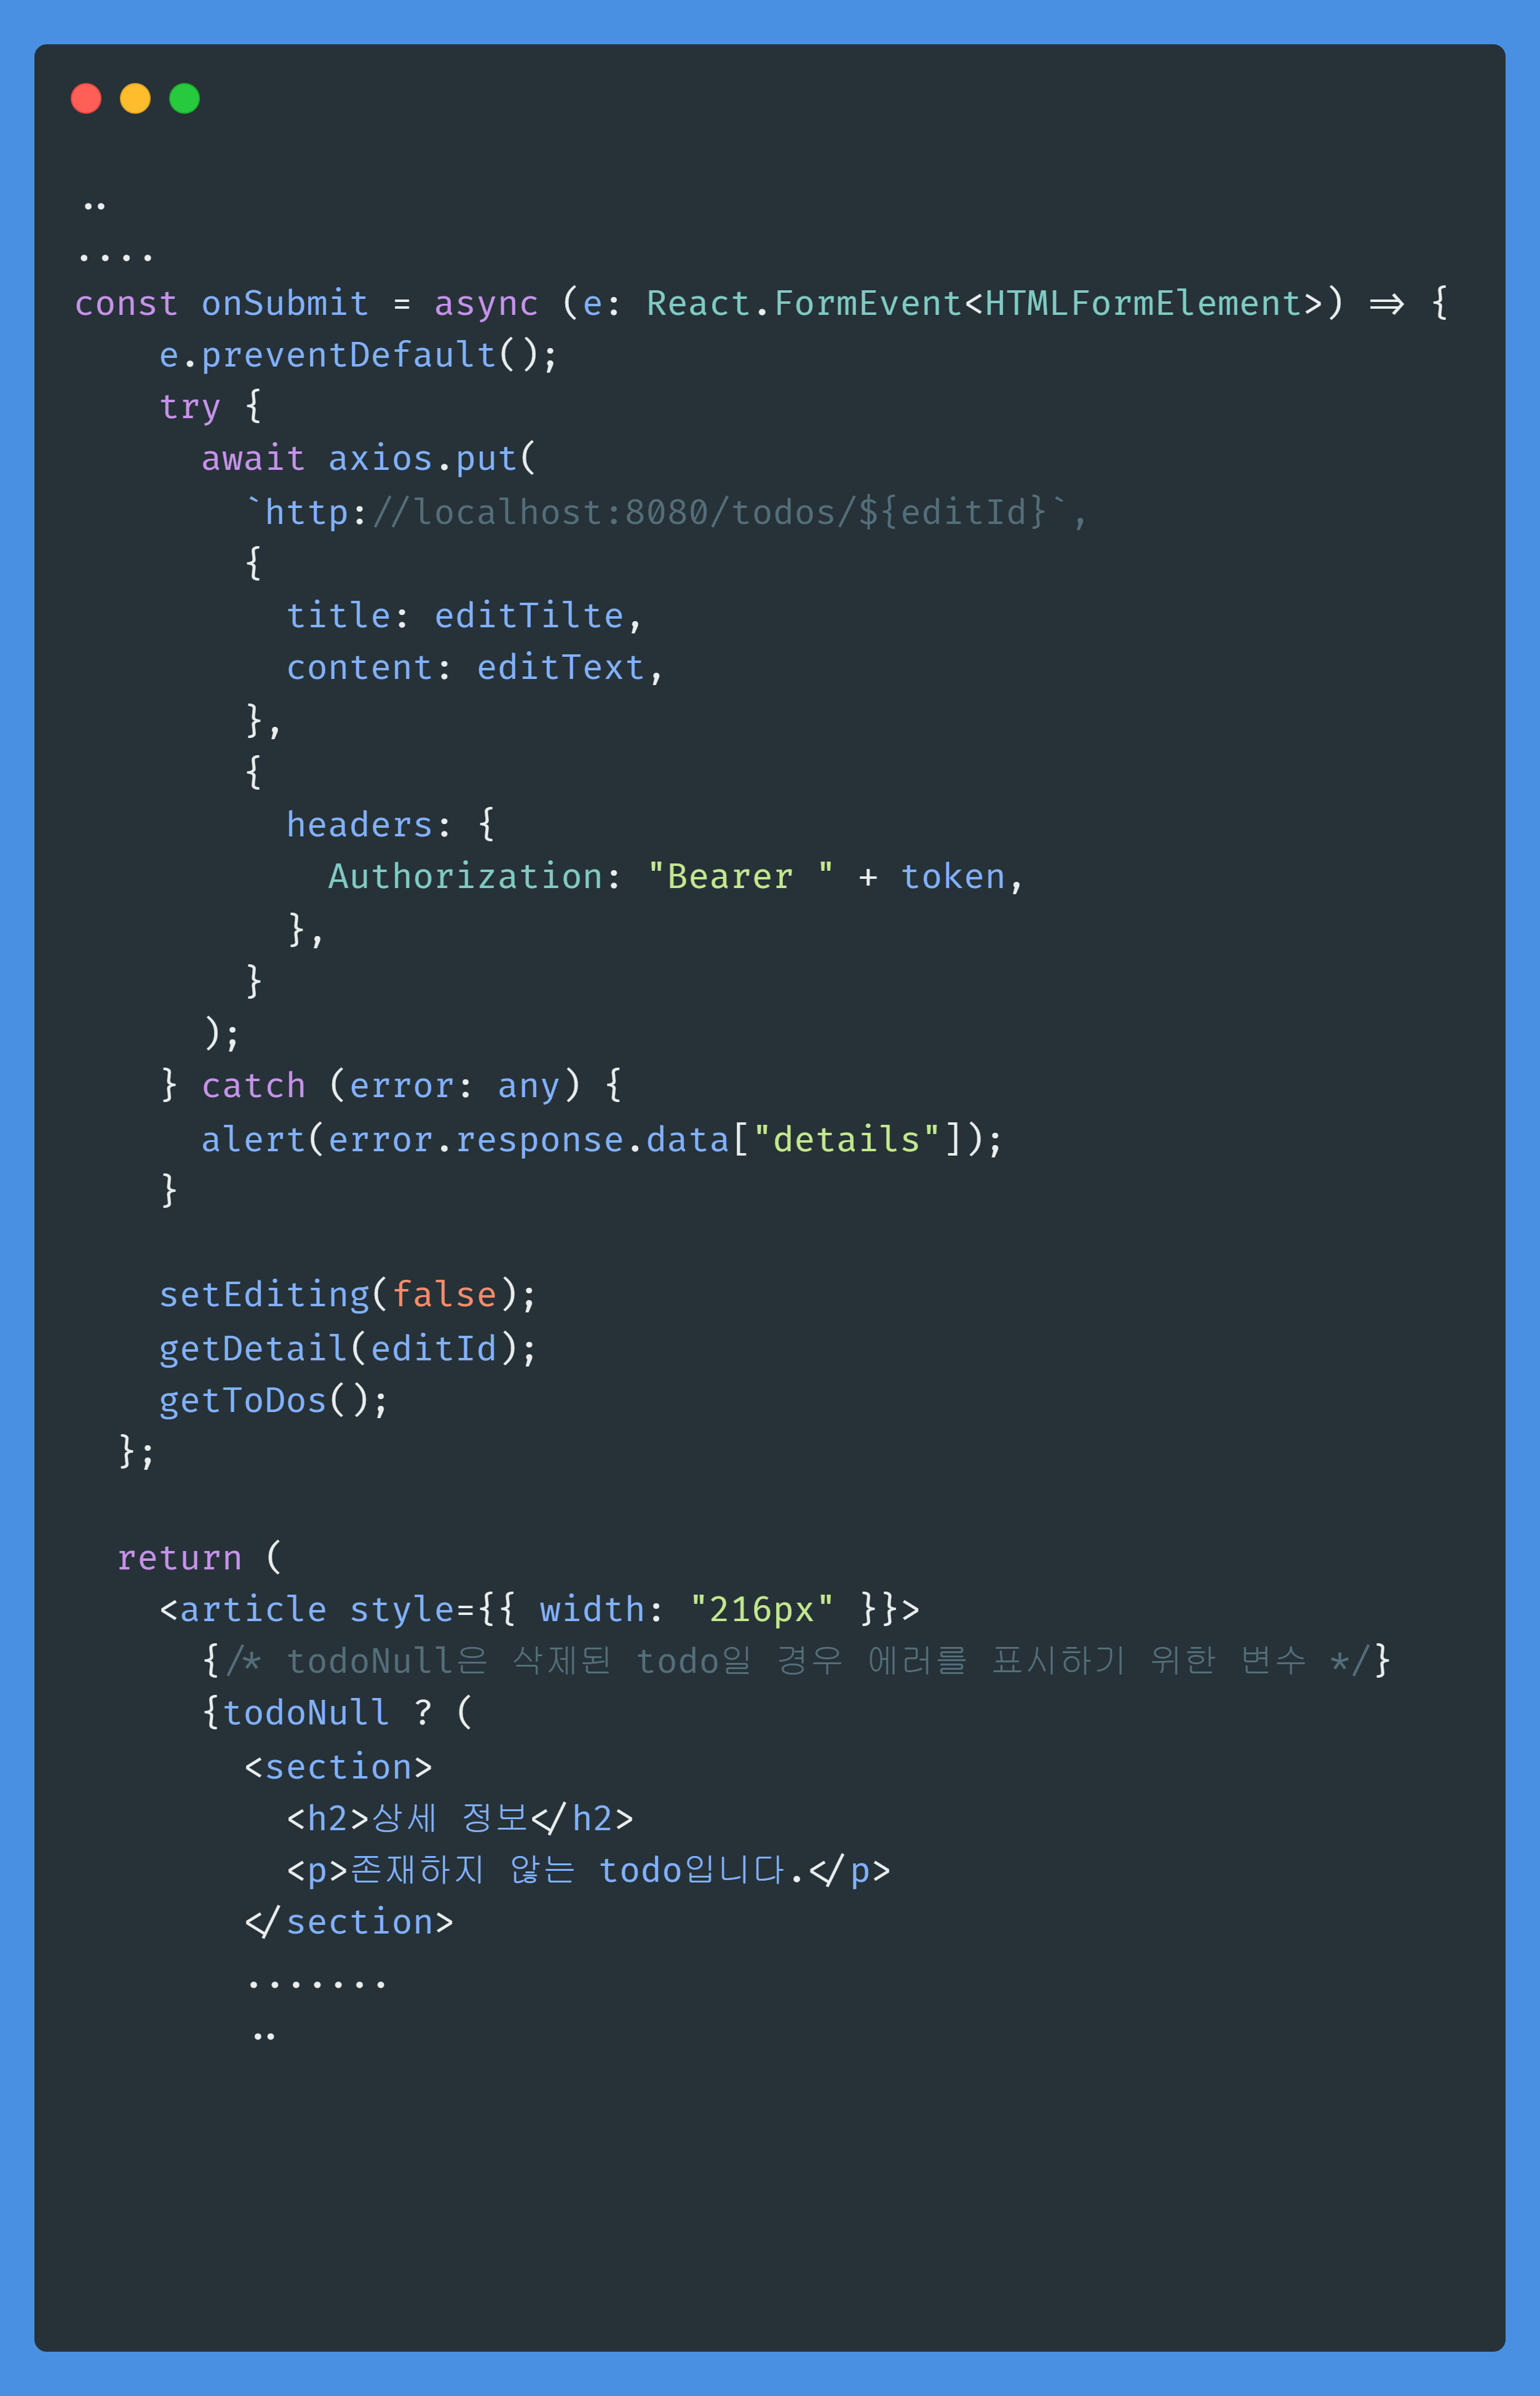 ..
....
const onSubmit = async (e: React.FormEvent<HTMLFormElement>) => {
    e.preventDefault();
    try {
      await axios.put(
        `http://localhost:8080/todos/${editId}`,
        {
          title: editTilte,
          content: editText,
        },
        {
          headers: {
            Authorization: "Bearer " + token,
          },
        }
      );
    } catch (error: any) {
      alert(error.response.data["details"]);
    }

    setEditing(false);
    getDetail(editId);
    getToDos();
  };

  return (
    <article style={{ width: "216px" }}>
      {/* todoNull은 삭제된 todo일 경우 에러를 표시하기 위한 변수 */}
      {todoNull ? (
        <section>
          <h2>상세 정보</h2>
          <p>존재하지 않는 todo입니다.</p>
        </section>
        .......
        ..